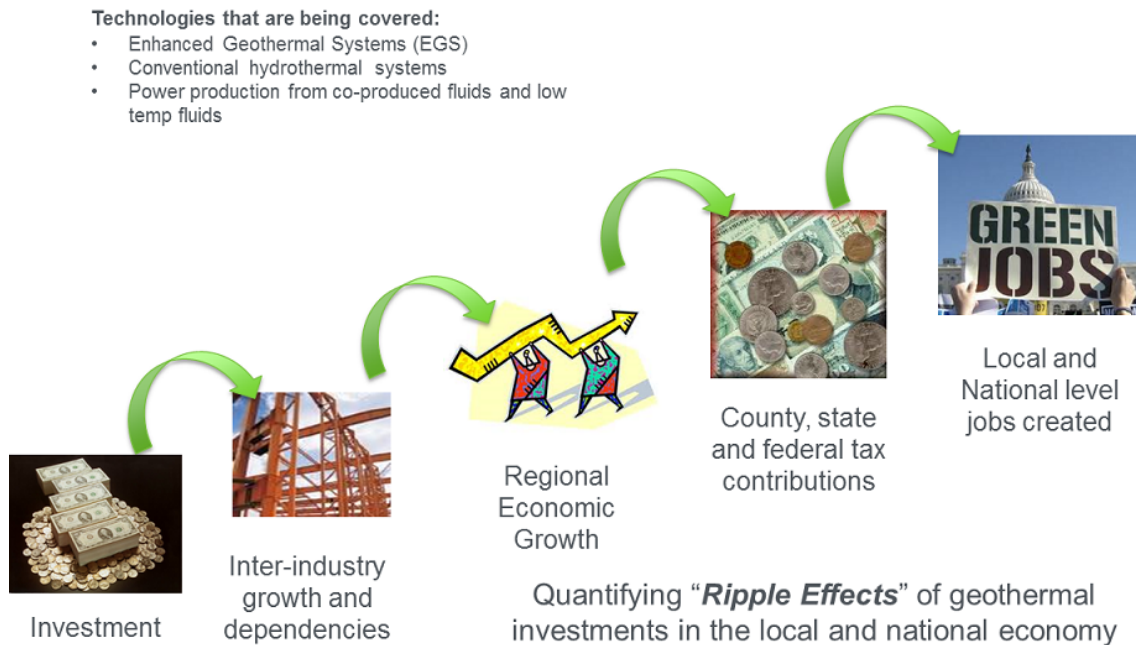 Technologies that are being covered:
• Enhanced Geothermal Systems (EGS)
• Conventional hydrothermal systems
• Power production from co-produced fluids and low
temp fluids
GREEN
JOBS
Local and
National level
jobs created
County, state
and federal tax
contributions
Regional
Economic
Growth
Inter-industry
growth and
dependencies
Investment
Quantifying “Ripple Effects” of geothermal
investments in the local and national economy